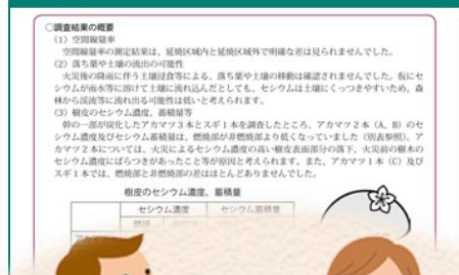 ○調査結果の概要
(1)空間線量率
空間線量率の測定結果は、延焼区域内と延焼区域外で明確な差は見られませんでした。
(2)落ち葉や土壌の流出の可能性
火災後の降雨に伴う土壌浸食等による、落ち葉や土壌の移動は確認されませんでした。仮にセ
シウムが雨水等に溶けて土壌に流れ込んだとしても、セシウムは土壌にくっつきやすいため、森
林から渓流等に流れ出る可能性は低いと考えられます。
(3)樹皮のセシウム濃度、蓄積量等
幹の一部が炭化したアカマツ3本とスギ1本を調査したところ、アカマツ2本(A、B)のセ
シウム濃度及びセシウム蓄積量は、燃焼部が非燃焼部より低くなっていました(別表参照)。ア
カマツ2本については、火災によるセシウム濃度の高い樹皮表面部分の落下、火災前の樹木の
セシウム濃度にばらつきがあったこと等が原因と考えられます。また、アカマツ1本(C)及び
スギ1本では、燃焼部と非燃焼部の差はほとんどありませんでした。
樹皮のセシウム濃度、蓄積量
セシウム濃度 セシウム蓄積量